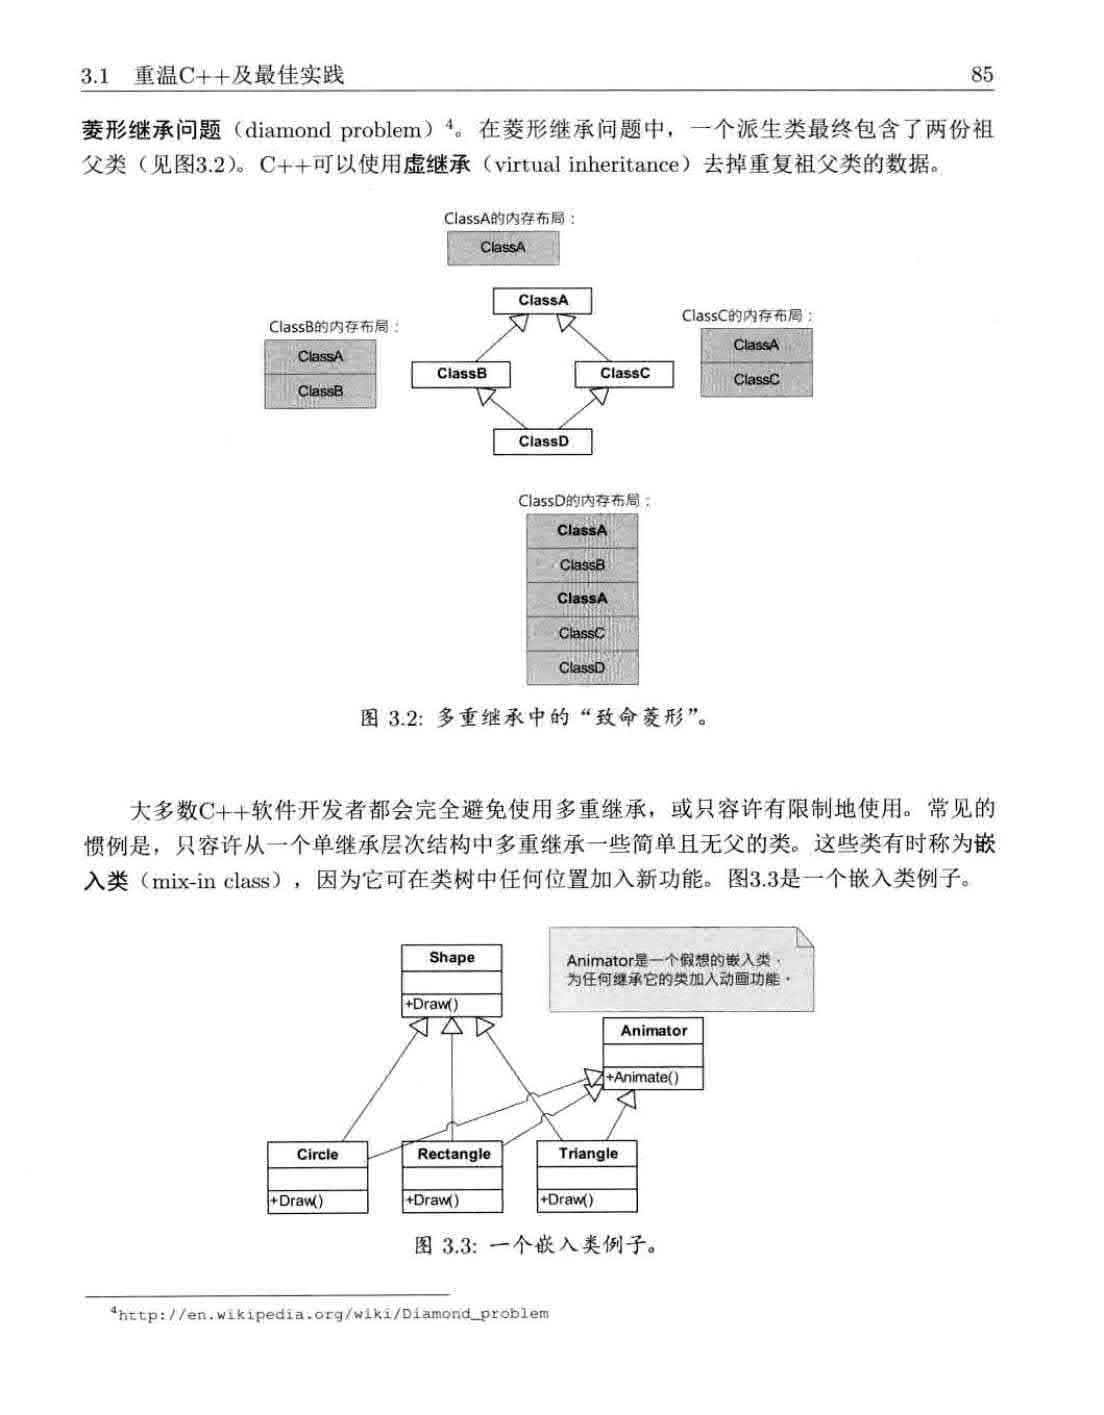 3.1 重温C++及最佳实践 85
菱形继承问题（diamond problem）4。在菱形继承问题中，一个派生类最终包含了两份祖
父类（见图3.2）。C++可以使用虚继承（virtual inheritance）去掉重复祖父类的数据。
ClassA的内存布局：
ClassA
ClassA
ClassB的内存布局：
ClassA
ClassB
ClassB
ClassC
ClassC的内存布局：
ClassA
ClassC
ClassD
ClassD的内存布局：
ClassA
ClassB
ClassA
ClassC
ClassD
图 3.2: 多重继承中的“致命菱形”。
大多数C++软件开发者都会完全避免使用多重继承，或只容许有限制地使用。常见的
惯例是，只容许从一个单继承层次结构中多重继承一些简单且无父的类。这些类有时称为嵌
入类（mix-in class），因为它可在类树中任何位置加入新功能。图3.3是一个嵌入类例子。
Shape
+Draw()
Animator是一个假想的嵌入类，
为任何继承它的类加入动画功能。
Animator
+Animate()
Circle
+Draw()
Rectangle
+Draw()
Triangle
+Draw()
图 3.3: 一个嵌入类例子。
4http://en.wikipedia.org/wiki/Diamond_problem